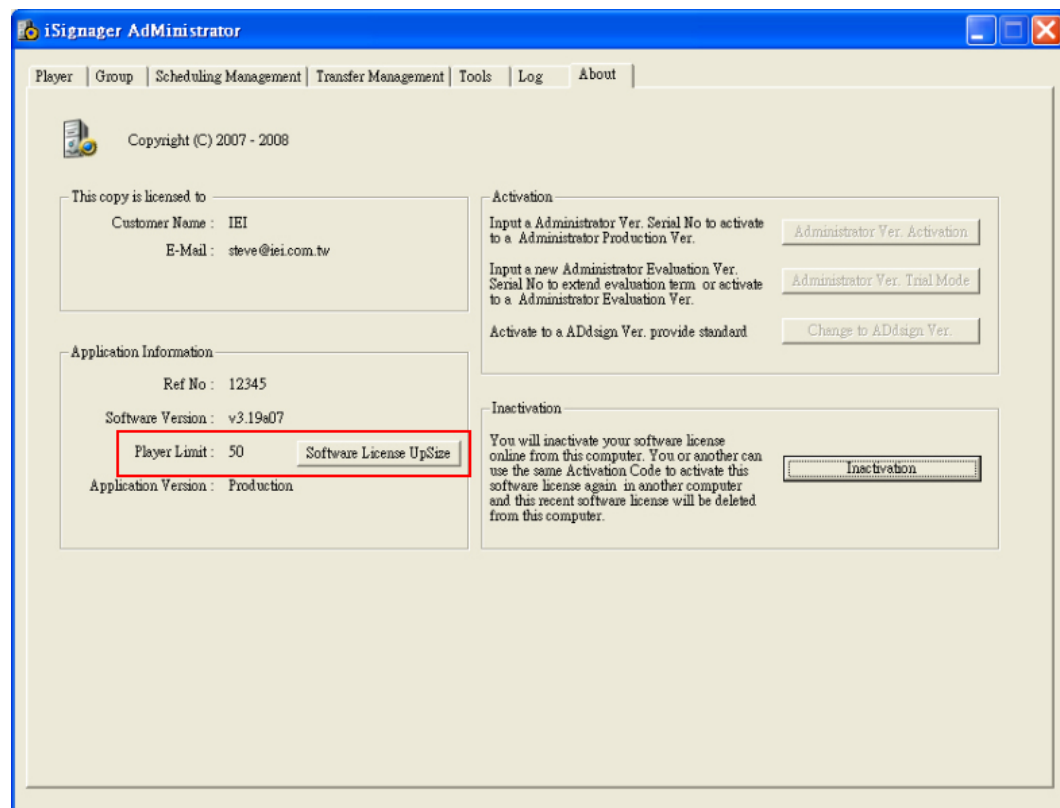 iSignager AdMinistrator
Player Group Scheduling Management Transfer Management Tools Log About
Copyright (C) 2007 - 2008
This copy is licensed to
Customer Name : IEI
E-Mail : steve@iei.com.tw
Application Information
Ref No : 12345
Software Version : v3.19a07
Player Limit : 50 Software License UpSize
Application Version : Production
Activation
Input a Administrator Ver. Serial No to activate
to a Administrator Production Ver.
Administrator Ver. Activation
Input a new Administrator Evaluation Ver.
Serial No to extend evaluation term or activate
to a Administrator Evaluation Ver.
Administrator Ver. Trial Mode
Activate to a ADdsign Ver. provide standard
Change to ADdsign Ver.
Inactivation
You will inactivate your software license
online from this computer. You or another can
use the same Activation Code to activate this
software license again in another computer
and this recent software license will be deleted
from this computer.
Inactivation